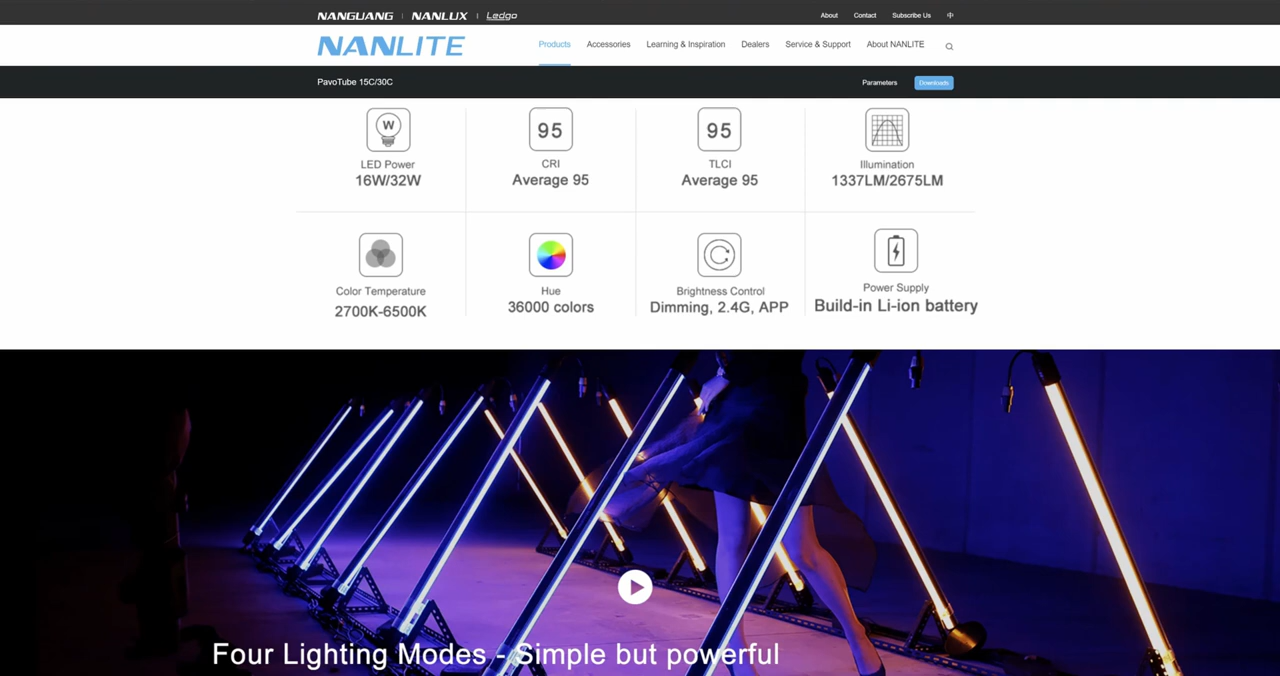 NANGUANG | NANLUX | Ledgo
About Contact Subscribe Us 中
NANLITE
Products Accessories Learning & Inspiration Dealers Service & Support About NANLITE
PavoTube 15C/30C
Parameters Downloads
W 95 95
LED Power CRI TLCI Illumination
16W/32W Average 95 Average 95 1337LM/2675LM
Color Temperature Hue Brightness Control Power Supply
2700K-6500K 36000 colors Dimming, 2.4G, APP Build-in Li-ion battery
Four Lighting Modes - Simple but powerful